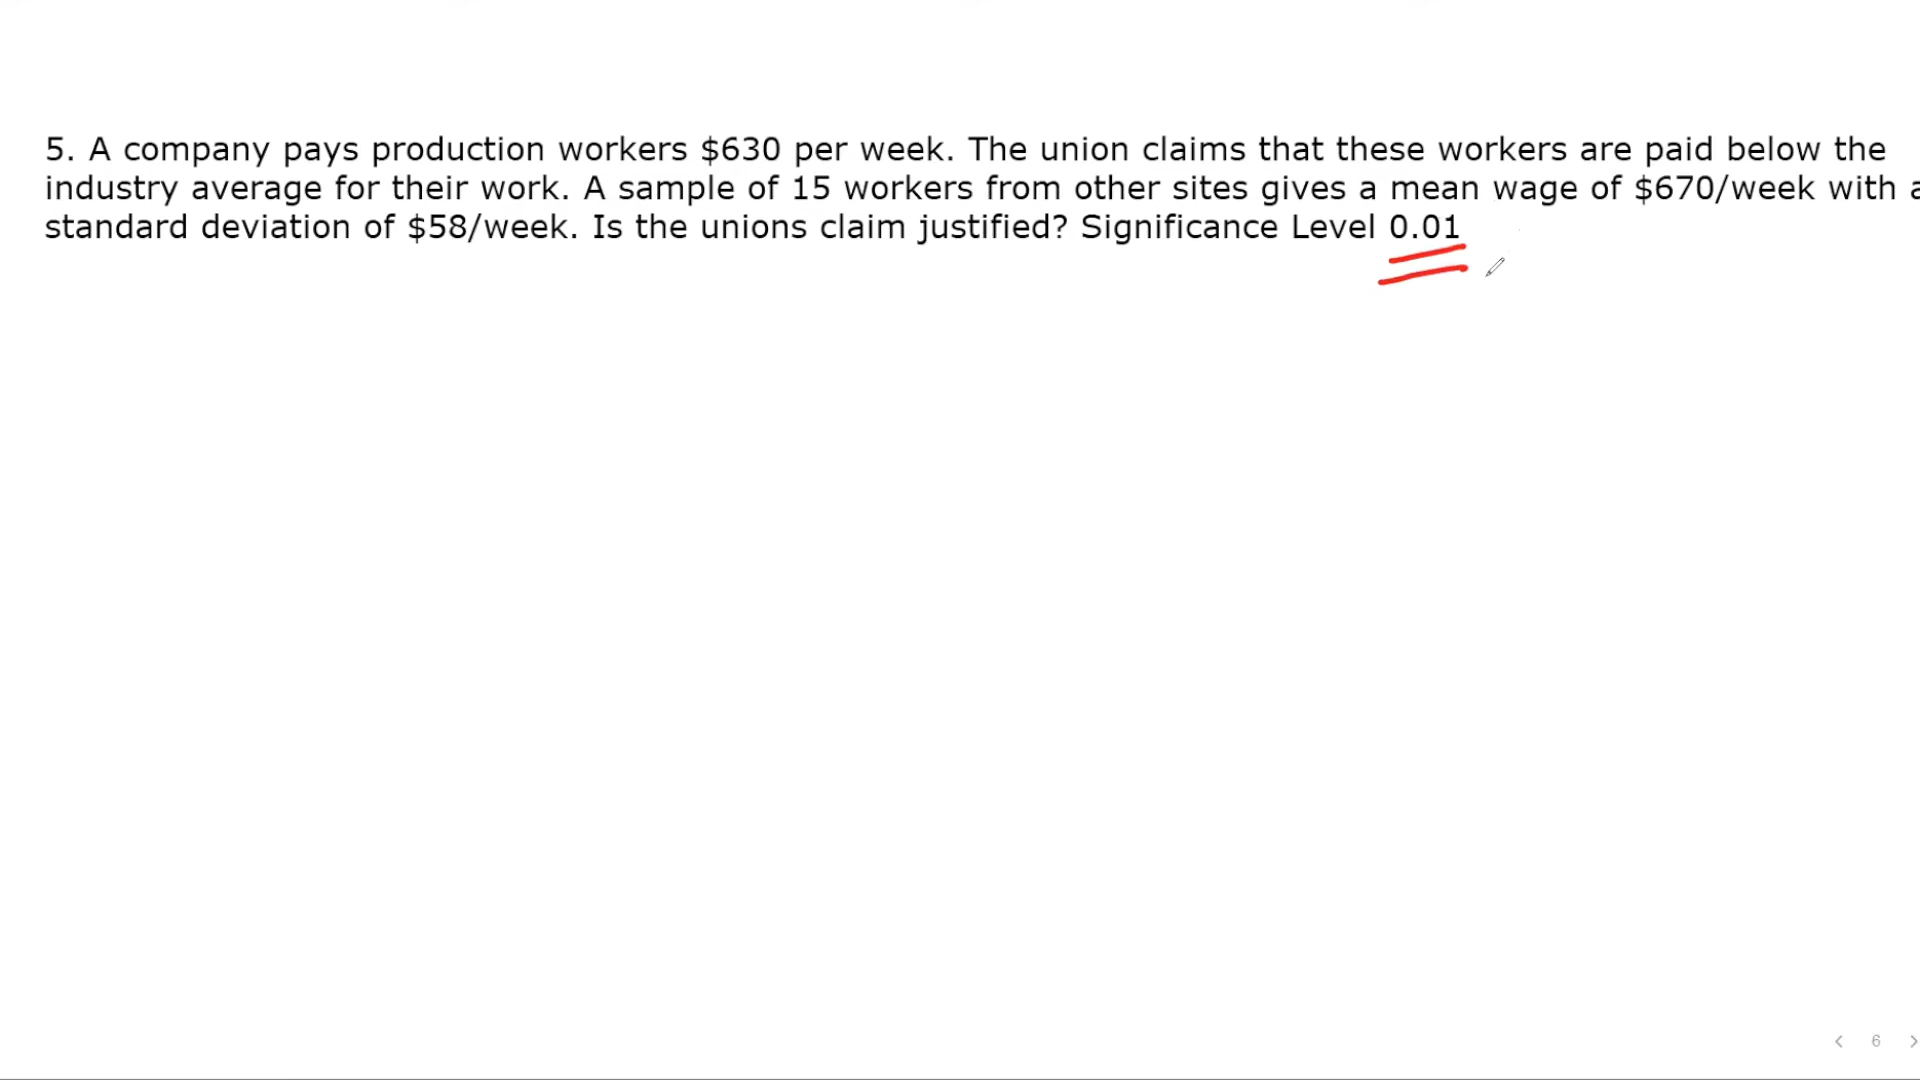 5. A company pays production workers $630 per week. The union claims that these workers are paid below the
industry average for their work. A sample of 15 workers from other sites gives a mean wage of $670/week with a
standard deviation of $58/week. Is the unions claim justified? Significance Level 0.01
6